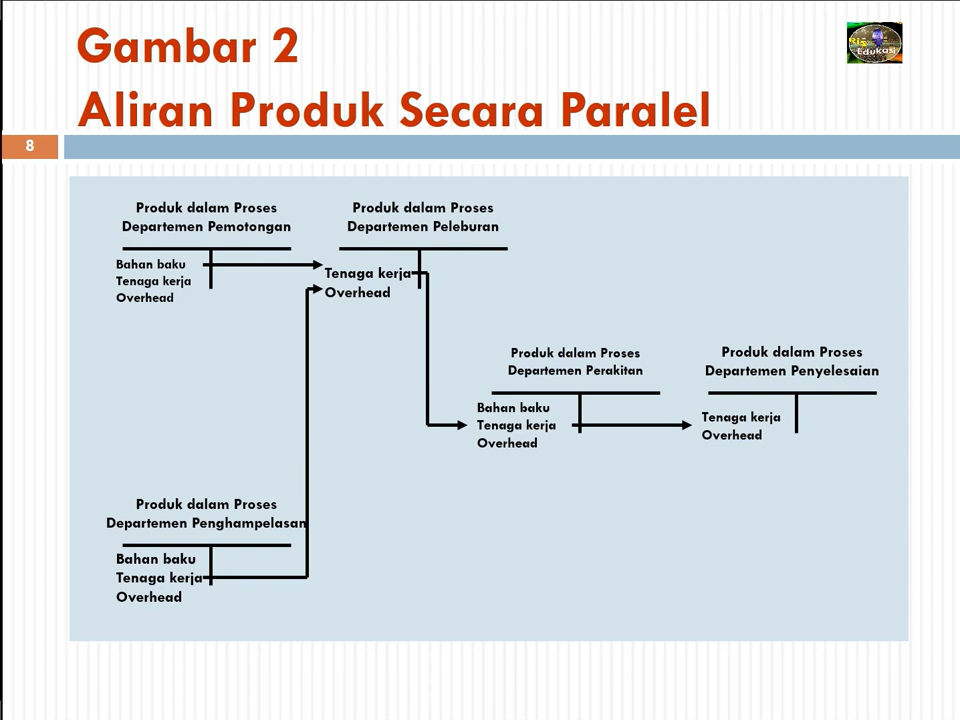 Gambar 2
Aliran Produk Secara Paralel
8
Produk dalam Proses
Departemen Pemotongan
Bahan baku
Tenaga kerja
Overhead
Produk dalam Proses
Departemen Peleburan
Tenaga kerja
Overhead
Produk dalam Proses
Departemen Perakitan
Bahan baku
Tenaga kerja
Overhead
Produk dalam Proses
Departemen Penyelesaian
Tenaga kerja
Overhead
Produk dalam Proses
Departemen Penghampelasan
Bahan baku
Tenaga kerja
Overhead
Edukasi